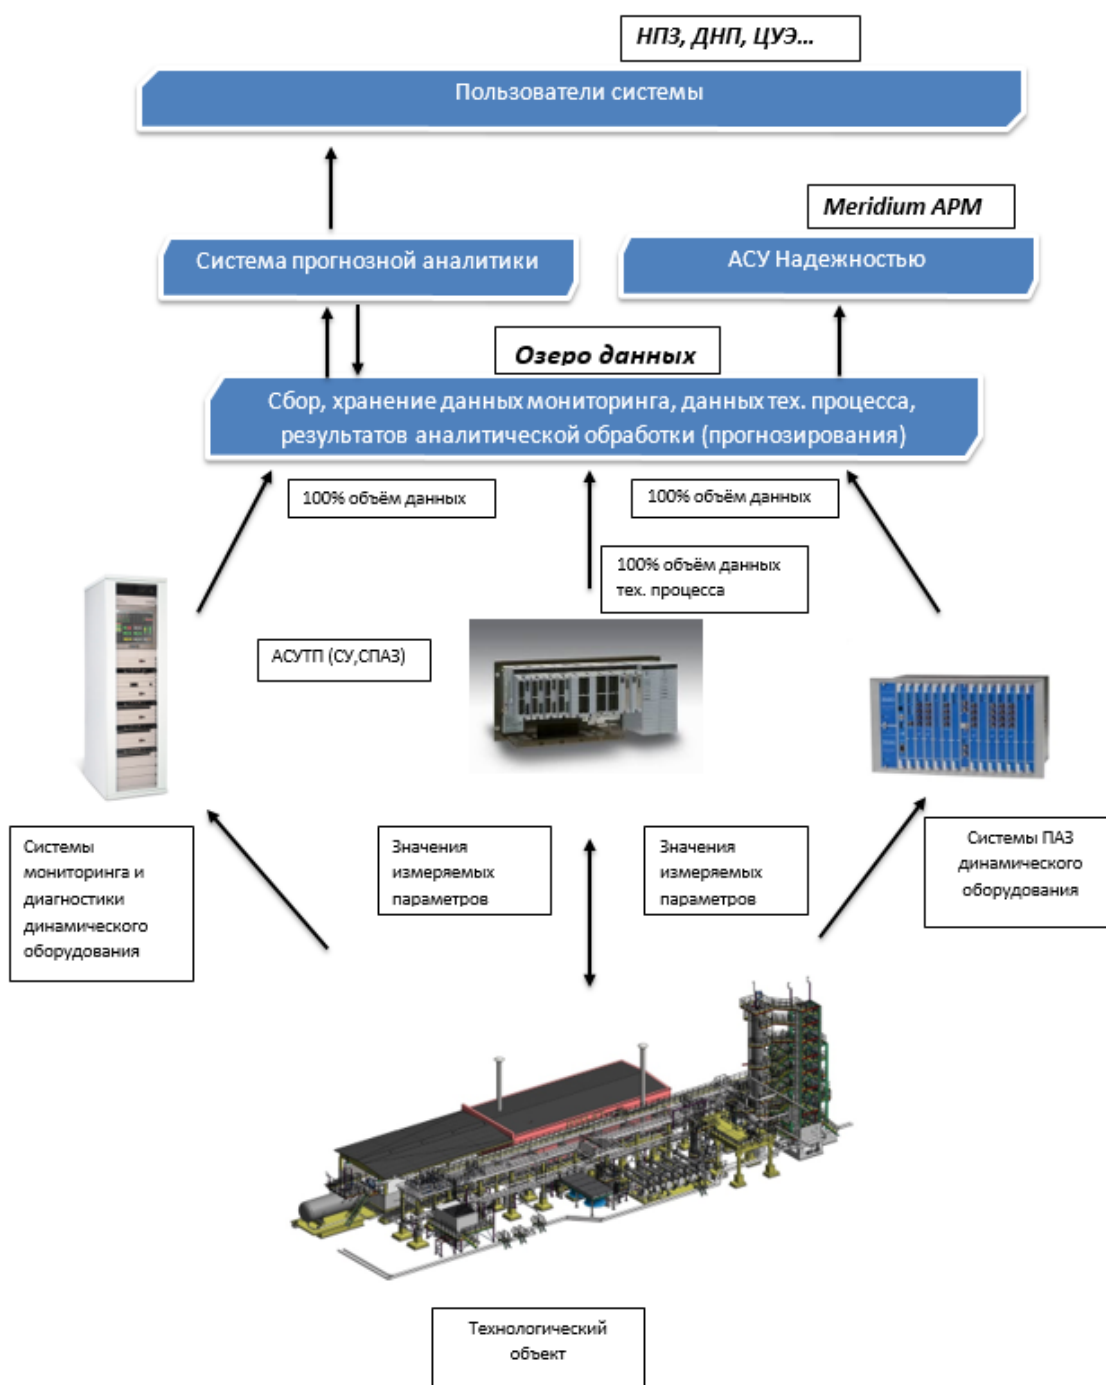 НПЗ, ДНП, ЦУЭ...
Пользователи системы
Meridium APM
Система прогнозной аналитики
АСУ Надежностью
Озеро данных
Сбор, хранение данных мониторинга, данных тех. процесса,
результатов аналитической обработки (прогнозирования)
100% объём данных
100% объём данных
100% объём данных
тех. процесса
АСУТП (СУ,СПАЗ)
Системы
мониторинга и
диагностики
динамического
оборудования
Значения
измеряемых
параметров
Значения
измеряемых
параметров
Системы ПАЗ
динамического
оборудования
Технологический
объект